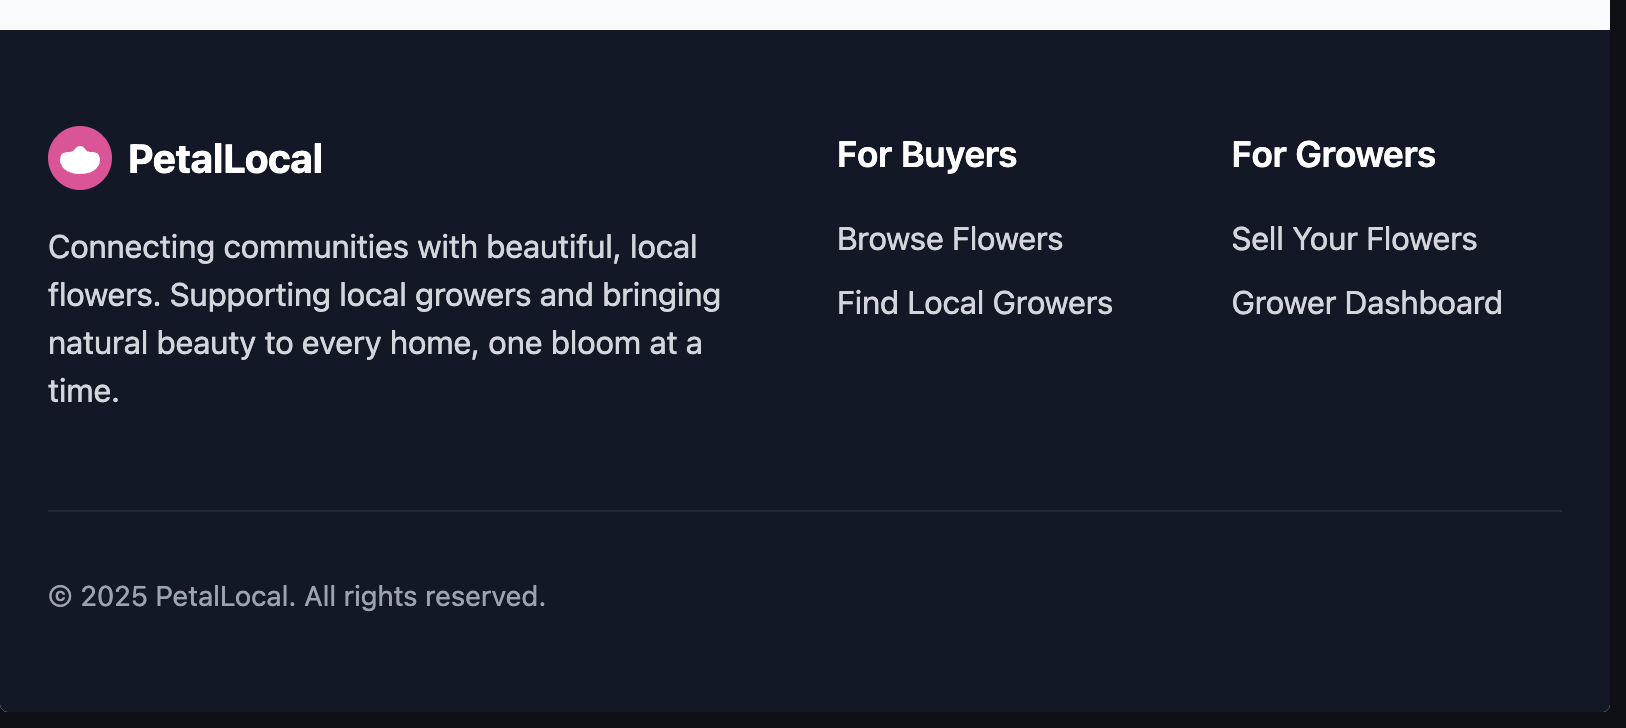 PetalLocal
Connecting communities with beautiful, local
flowers. Supporting local growers and bringing
natural beauty to every home, one bloom at a
time.
For Buyers
Browse Flowers
Find Local Growers
For Growers
Sell Your Flowers
Grower Dashboard
© 2025 PetalLocal. All rights reserved.